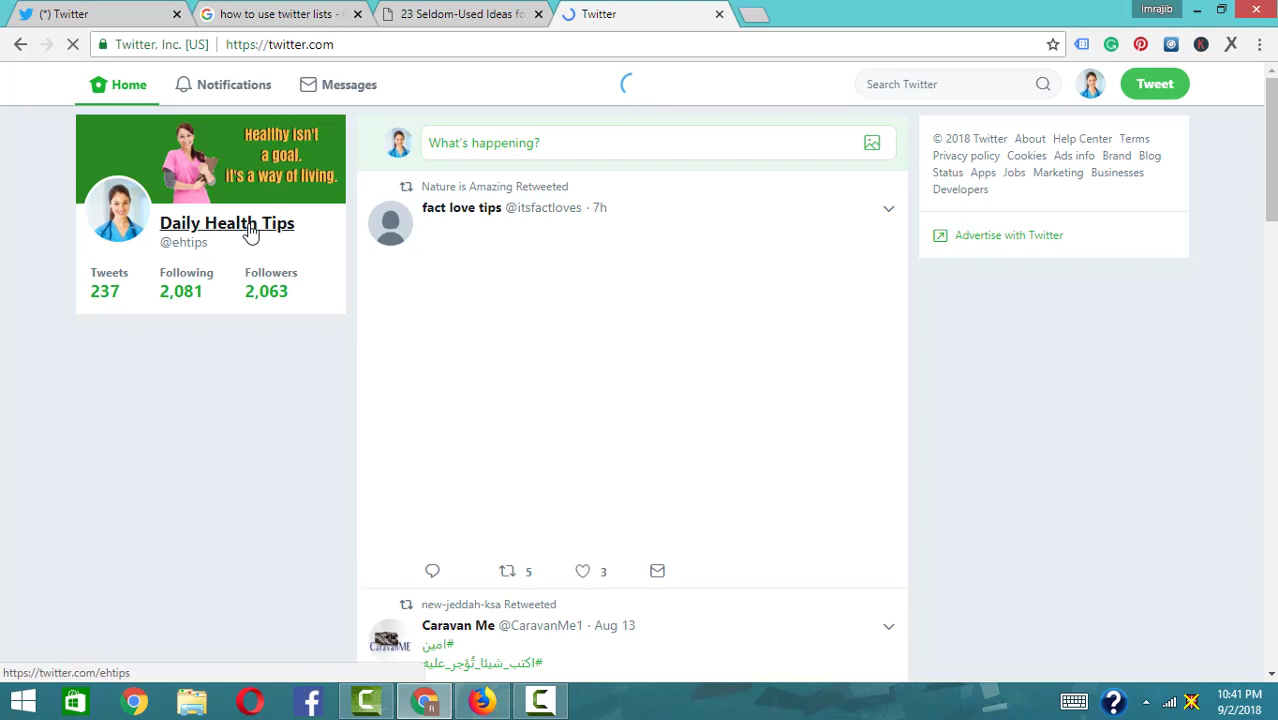 Imrajib
(*) Twitter
how to use twitter lists -
23 Seldom-Used Ideas fo
Twitter
Twitter, Inc. [US]
https://twitter.com
Home
Notifications
Messages
Search Twitter
Tweet
Healthy Isn't
a goal.
it's a way of living.
Daily Health Tips
@ehtips
Tweets
Following
Followers
237
2,081
2,063
What's happening?
Nature is Amazing Retweeted
fact love tips @itsfactloves · 7h
5
3
new-jeddah-ksa Retweeted
Caravan Me @CaravanMe1 · Aug 13
CaravanME
#امين
#اكتب_شيئا_تُؤجر_عليه
© 2018 Twitter About Help Center Terms
Privacy policy Cookies Ads info Brand Blog
Status Apps Jobs Marketing Businesses
Developers
Advertise with Twitter
https://twitter.com/ehtips
10:41 PM
9/2/2018